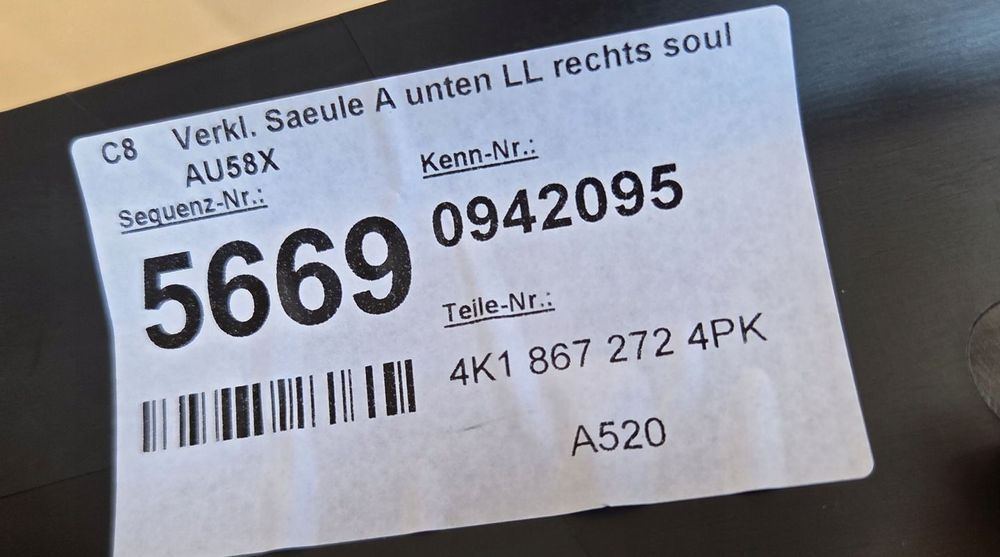 C8 Verkl. Saeule A unten LL rechts soul
AU58X
Sequenz-Nr.:
5669
Kenn-Nr.:
0942095
Teile-Nr.:
4K1 867 272 4PK
A520